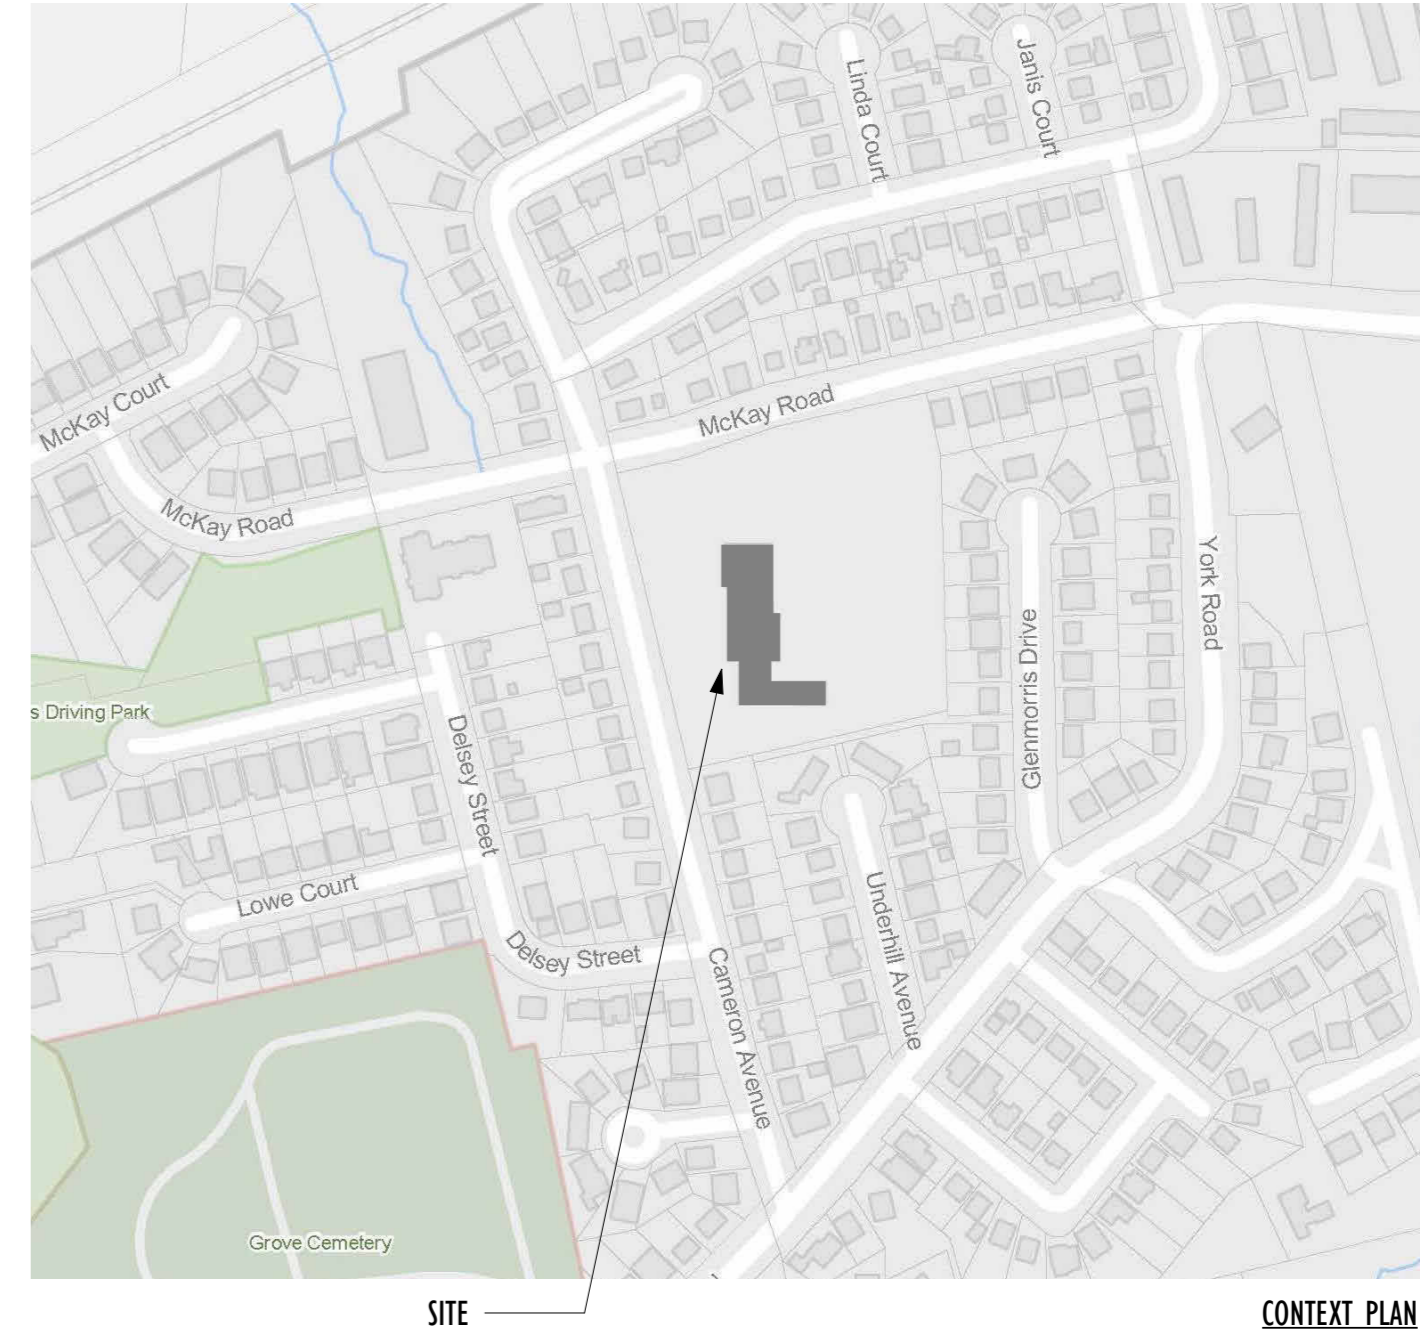 Linda Court
Janis Court
McKay Court
McKay Road
McKay Road
York Road
Glenmorris Drive
s Driving Park
Delsey Street
Lowe Court
Underhill Avenue
Delsey Street
Cameron Avenue
Grove Cemetery
SITE
CONTEXT PLAN